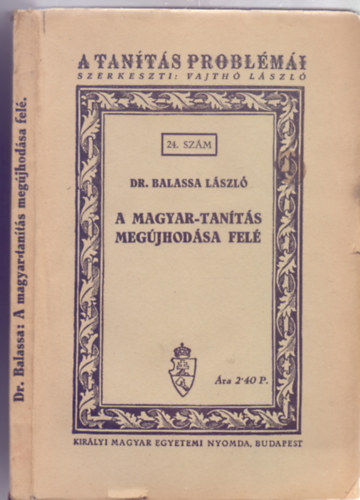 A TANÍTÁS PROBLÉMÁI
SZERKESZTI: VAJTHÓ LÁSZLÓ
24. SZÁM
DR. BALASSA LÁSZLÓ
A MAGYAR-TANÍTÁS
MEGÚJHODÁSA FELÉ
Ára 2·40 P.
KIRÁLYI MAGYAR EGYETEMI NYOMDA, BUDAPEST
Dr. Balassa: A magyar-tanítás megújhodása felé.